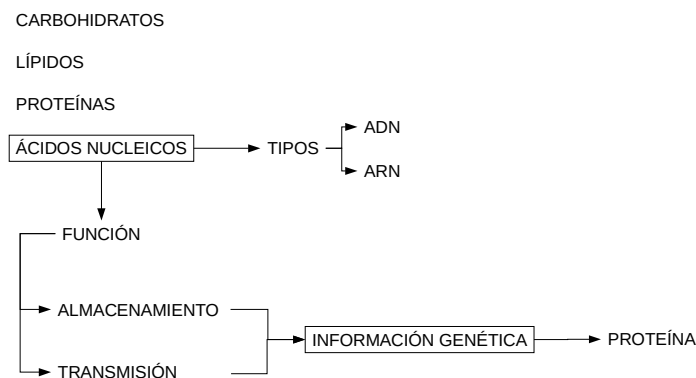 CARBOHIDRATOS
LÍPIDOS
PROTEÍNAS
ÁCIDOS NUCLEICOS
TIPOS
ADN
ARN
FUNCIÓN
ALMACENAMIENTO
TRANSMISIÓN
INFORMACIÓN GENÉTICA
PROTEÍNA